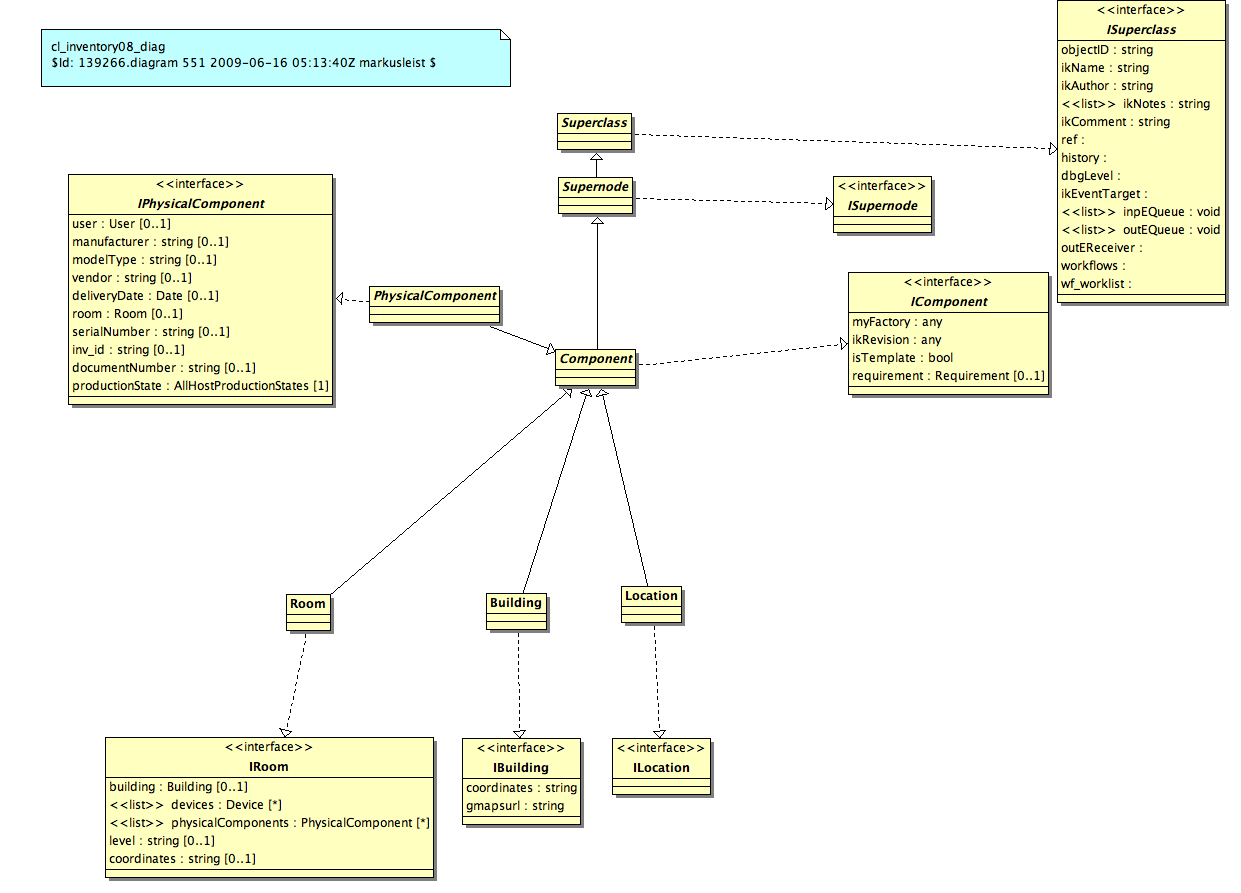 cl_inventory08_diag
$Id: 139266.diagram 551 2009-06-16 05:13:40Z markusleist $
<<interface>>
ISuperclass
objectID : string
ikName : string
ikAuthor : string
<<list>> ikNotes : string
ikComment : string
ref :
history :
dbgLevel :
ikEventTarget :
<<list>> inpEQueue : void
<<list>> outEQueue : void
outEReceiver :
workflows :
wf_worklist :
Superclass
Supernode
<<interface>>
ISupernode
<<interface>>
IPhysicalComponent
user : User [0..1]
manufacturer : string [0..1]
modelType : string [0..1]
vendor : string [0..1]
deliveryDate : Date [0..1]
room : Room [0..1]
serialNumber : string [0..1]
inv_id : string [0..1]
documentNumber : string [0..1]
productionState : AllHostProductionStates [1]
PhysicalComponent
<<interface>>
IComponent
myFactory : any
ikRevision : any
isTemplate : bool
requirement : Requirement [0..1]
Component
Room
Building
Location
<<interface>>
IRoom
building : Building [0..1]
<<list>> devices : Device [*]
<<list>> physicalComponents : PhysicalComponent [*]
level : string [0..1]
coordinates : string [0..1]
<<interface>>
IBuilding
coordinates : string
gmapsurl : string
<<interface>>
ILocation